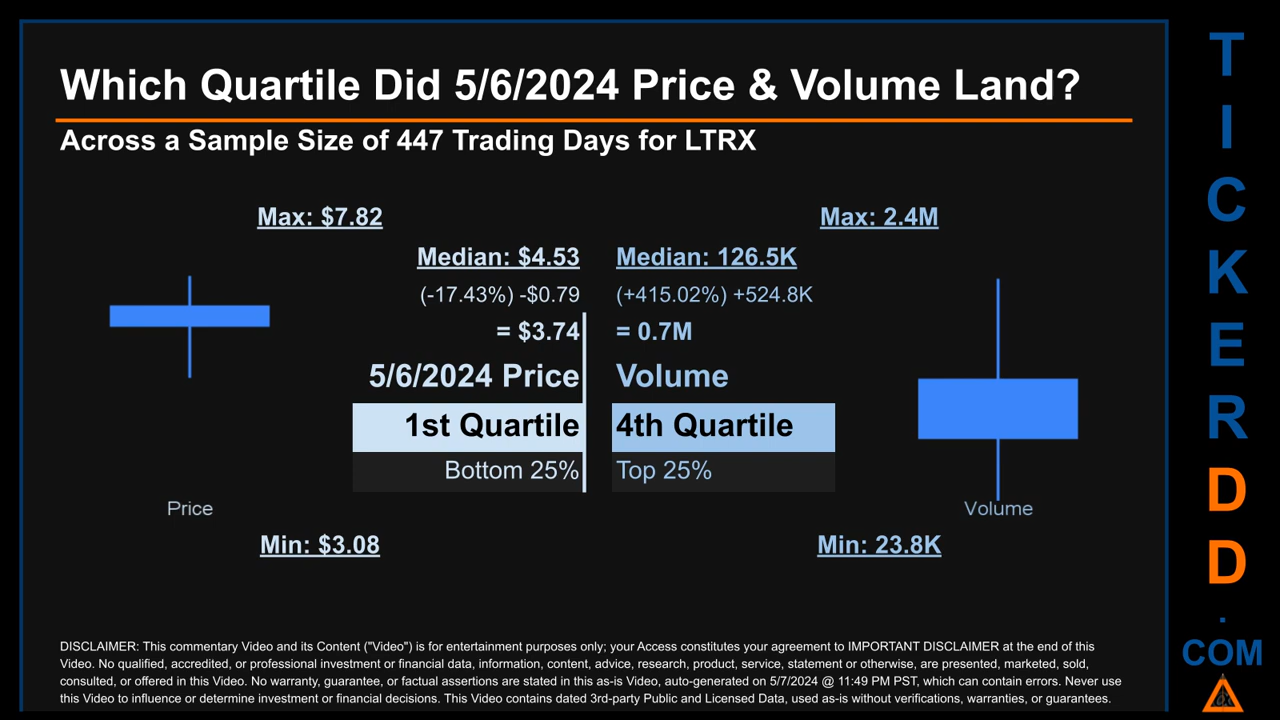 Which Quartile Did 5/6/2024 Price & Volume Land?
Across a Sample Size of 447 Trading Days for LTRX
Max: $7.82
Max: 2.4M
Median: $4.53
Median: 126.5K
(-17.43%) -$0.79
(+415.02%) +524.8K
= $3.74
= 0.7M
5/6/2024 Price
Volume
1st Quartile
4th Quartile
Bottom 25%
Top 25%
Price
Volume
Min: $3.08
Min: 23.8K
DISCLAIMER: This commentary Video and its Content ("Video") is for entertainment purposes only; your Access constitutes your agreement to IMPORTANT DISCLAIMER at the end of this
Video. No qualified, accredited, or professional investment or financial data, information, content, advice, research, product, service, statement or otherwise, are presented, marketed, sold,
consulted, or offered in this Video. No warranty, guarantee, or factual assertions are stated in this as-is Video, auto-generated on 5/7/2024 @ 11:49 PM PST, which can contain errors. Never use
this Video to influence or determine investment or financial decisions. This Video contains dated 3rd-party Public and Licensed Data, used as-is without verifications, warranties, or guarantees.
T
I
C
K
E
R
D
D
.
COM